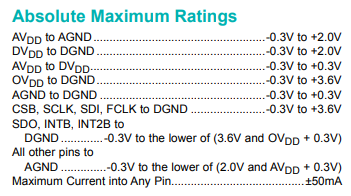 Absolute Maximum Ratings
AVDD to AGND..........................................-0.3V to +2.0V
DVDD to DGND..........................................-0.3V to +2.0V
AVDD to DVDD..........................................-0.3V to +0.3V
OVDD to DGND..........................................-0.3V to +3.6V
AGND to DGND..........................................-0.3V to +0.3V
CSB, SCLK, SDI, FCLK to DGND ..................-0.3V to +3.6V
SDO, INTB, INT2B to
DGND .............-0.3V to the lower of (3.6V and OVDD + 0.3V)
All other pins to
AGND .............-0.3V to the lower of (2.0V and AVDD + 0.3V)
Maximum Current into Any Pin................................±50mA